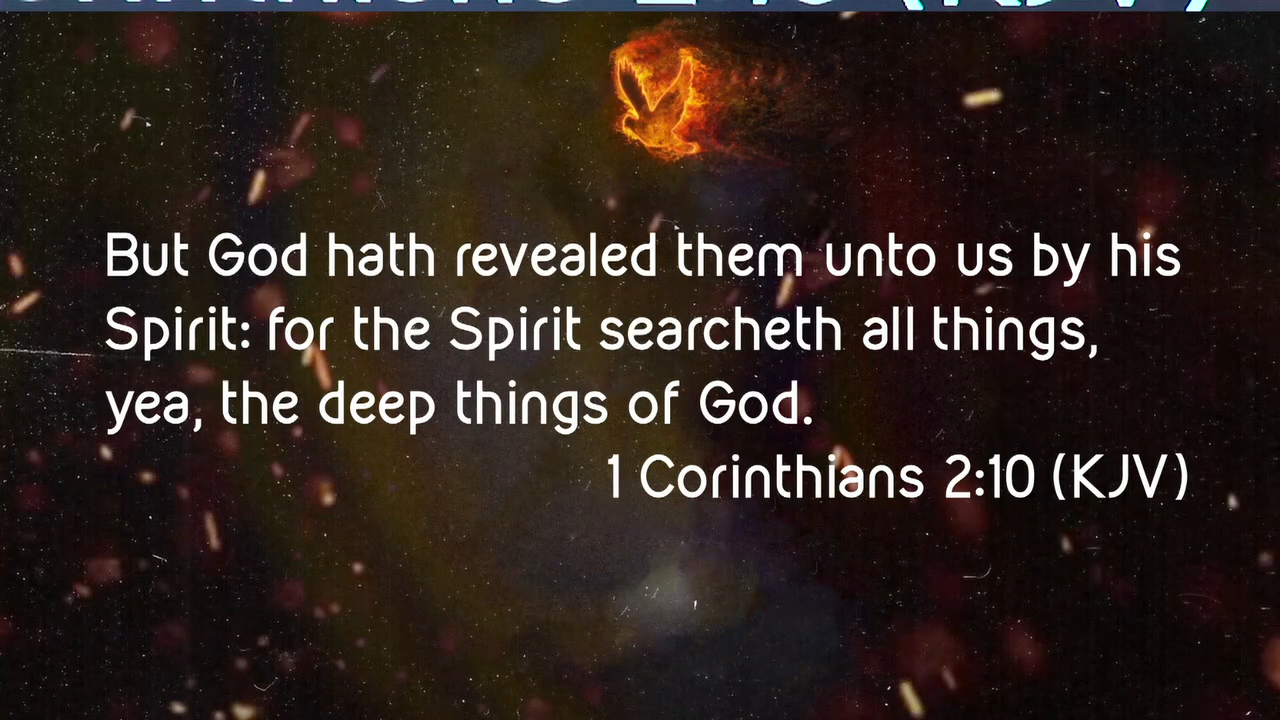 But God hath revealed them unto us by his
Spirit: for the Spirit searcheth all things,
yea, the deep things of God.
1 Corinthians 2:10 (KJV)